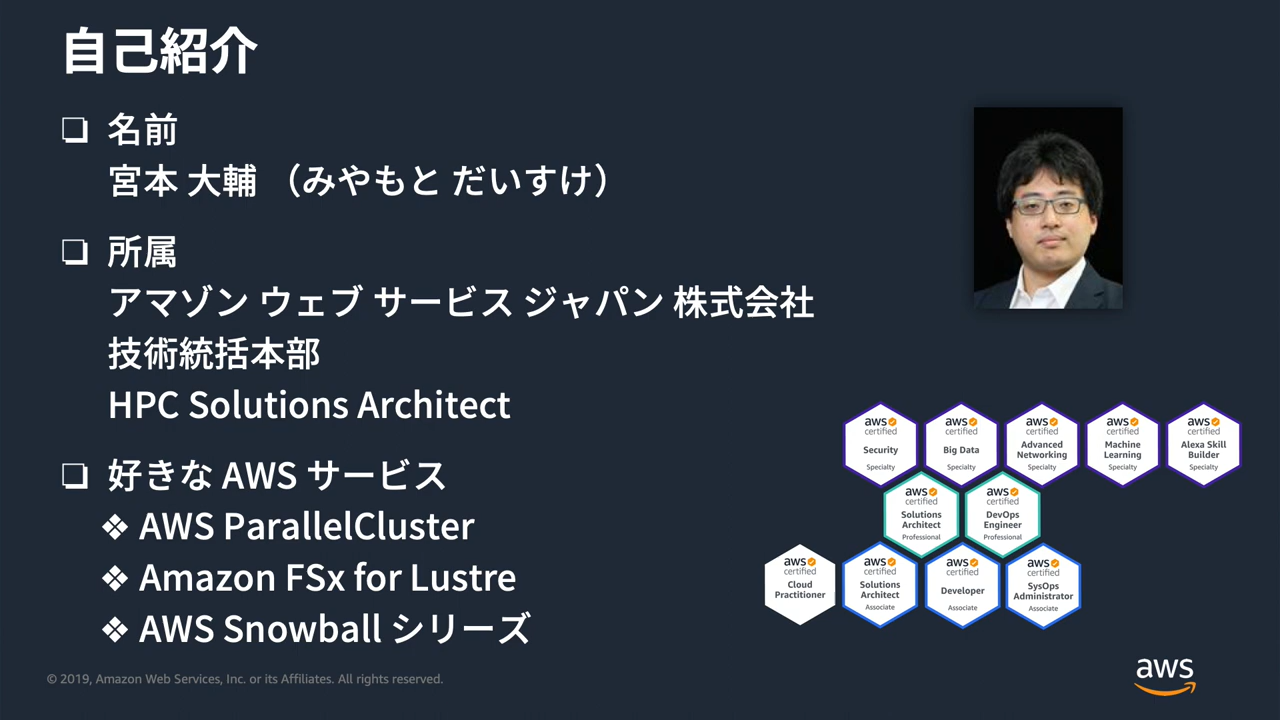 自己紹介
❏ 名前
宮本 大輔 （みやもと だいすけ）
❏ 所属
アマゾン ウェブ サービス ジャパン 株式会社
技術統括本部
HPC Solutions Architect
❏ 好きな AWS サービス
❖ AWS ParallelCluster
❖ Amazon FSx for Lustre
❖ AWS Snowball シリーズ
aws certified
Security
Specialty
aws certified
Big Data
Specialty
aws certified
Advanced
Networking
Specialty
aws certified
Machine
Learning
Specialty
aws certified
Alexa Skill
Builder
Specialty
aws certified
Solutions
Architect
Professional
aws certified
DevOps
Engineer
Professional
aws certified
Cloud
Practitioner
aws certified
Solutions
Architect
Associate
aws certified
Developer
Associate
aws certified
SysOps
Administrator
Associate
© 2019, Amazon Web Services, Inc. or its Affiliates. All rights reserved.
aws